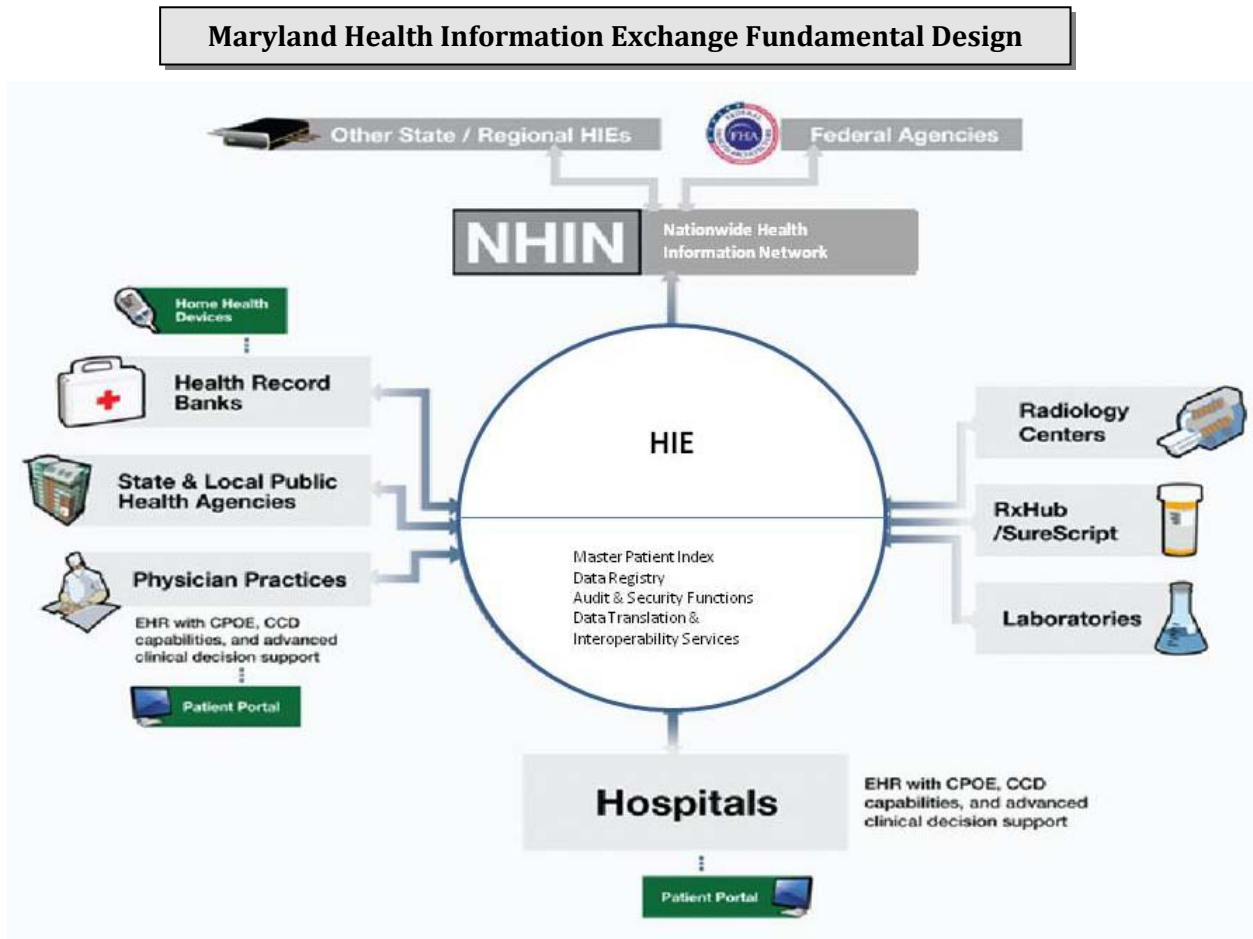 Maryland Health Information Exchange Fundamental Design
Other State / Regional HIEs
FHA
Federal Agencies
NHIN
Nationwide Health
Information Network
Home Health
Devices
Health Record
Banks
State & Local Public
Health Agencies
Physician Practices
EHR with CPOE, CCD
capabilities, and advanced
clinical decision support
Patient Portal
HIE
Master Patient Index
Data Registry
Audit & Security Functions
Data Translation &
Interoperability Services
Radiology
Centers
RxHub
/SureScript
Laboratories
Hospitals
EHR with CPOE, CCD
capabilities, and advanced
clinical decision support
Patient Portal